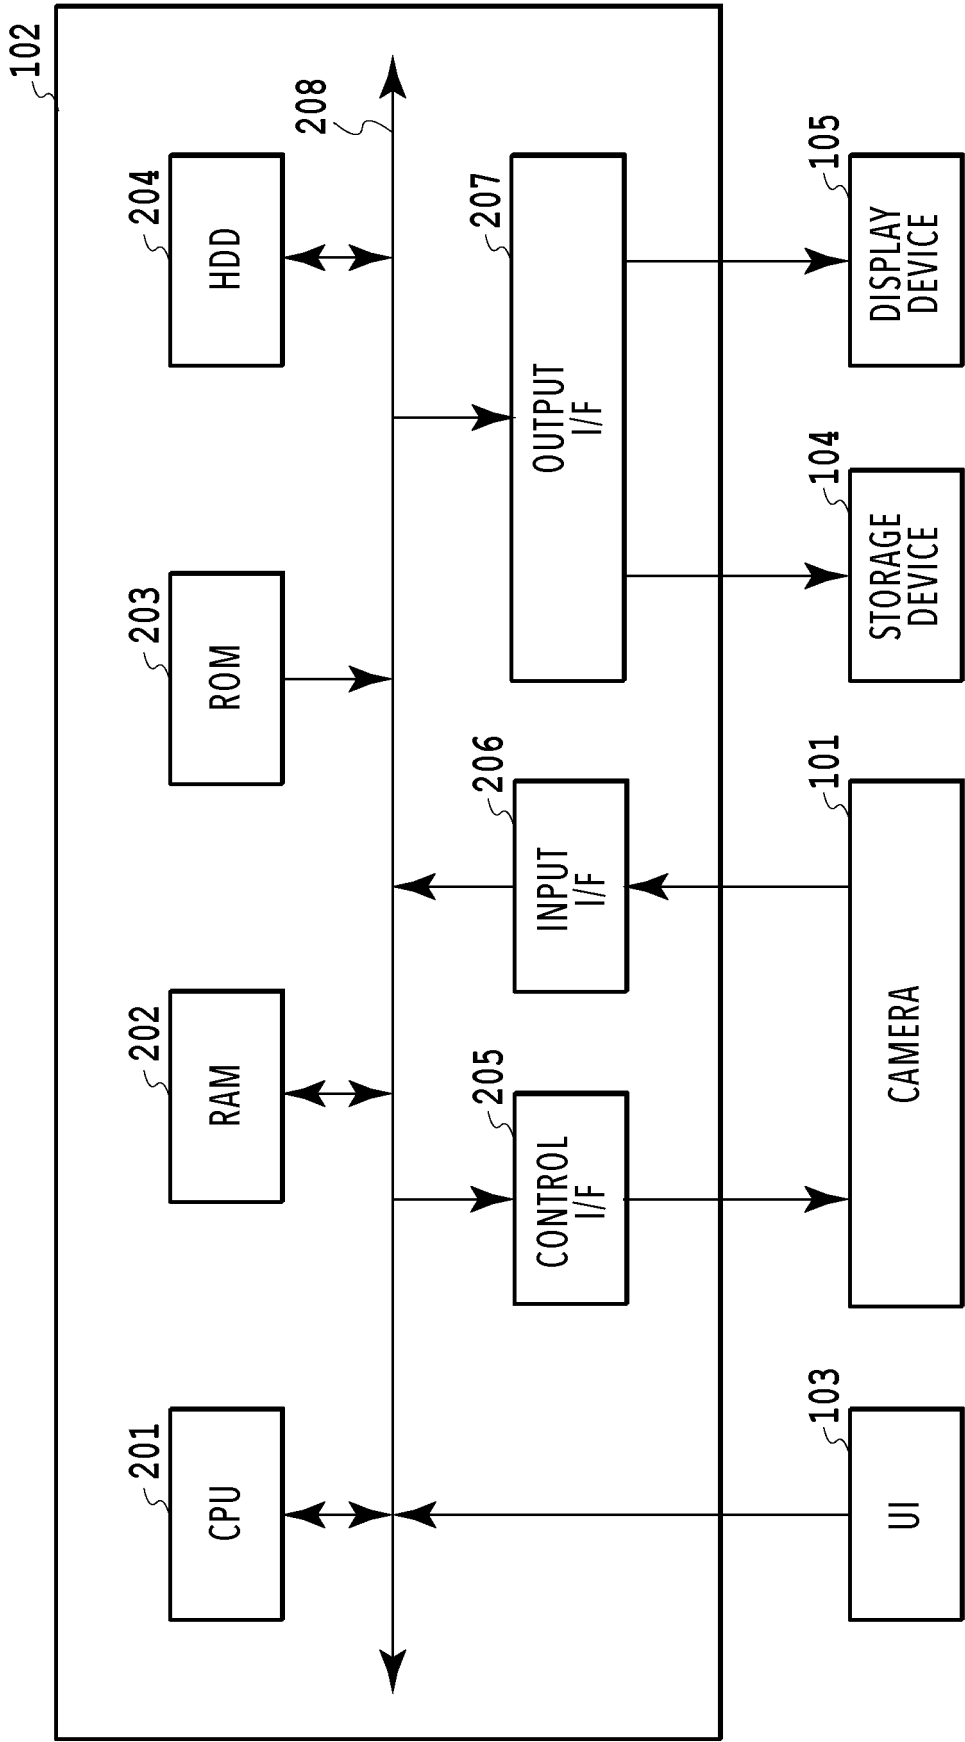 102
201
CPU
202
RAM
203
ROM
204
HDD
208
205
CONTROL
I/F
206
INPUT
I/F
207
OUTPUT
I/F
103
UI
101
CAMERA
104
STORAGE
DEVICE
105
DISPLAY
DEVICE